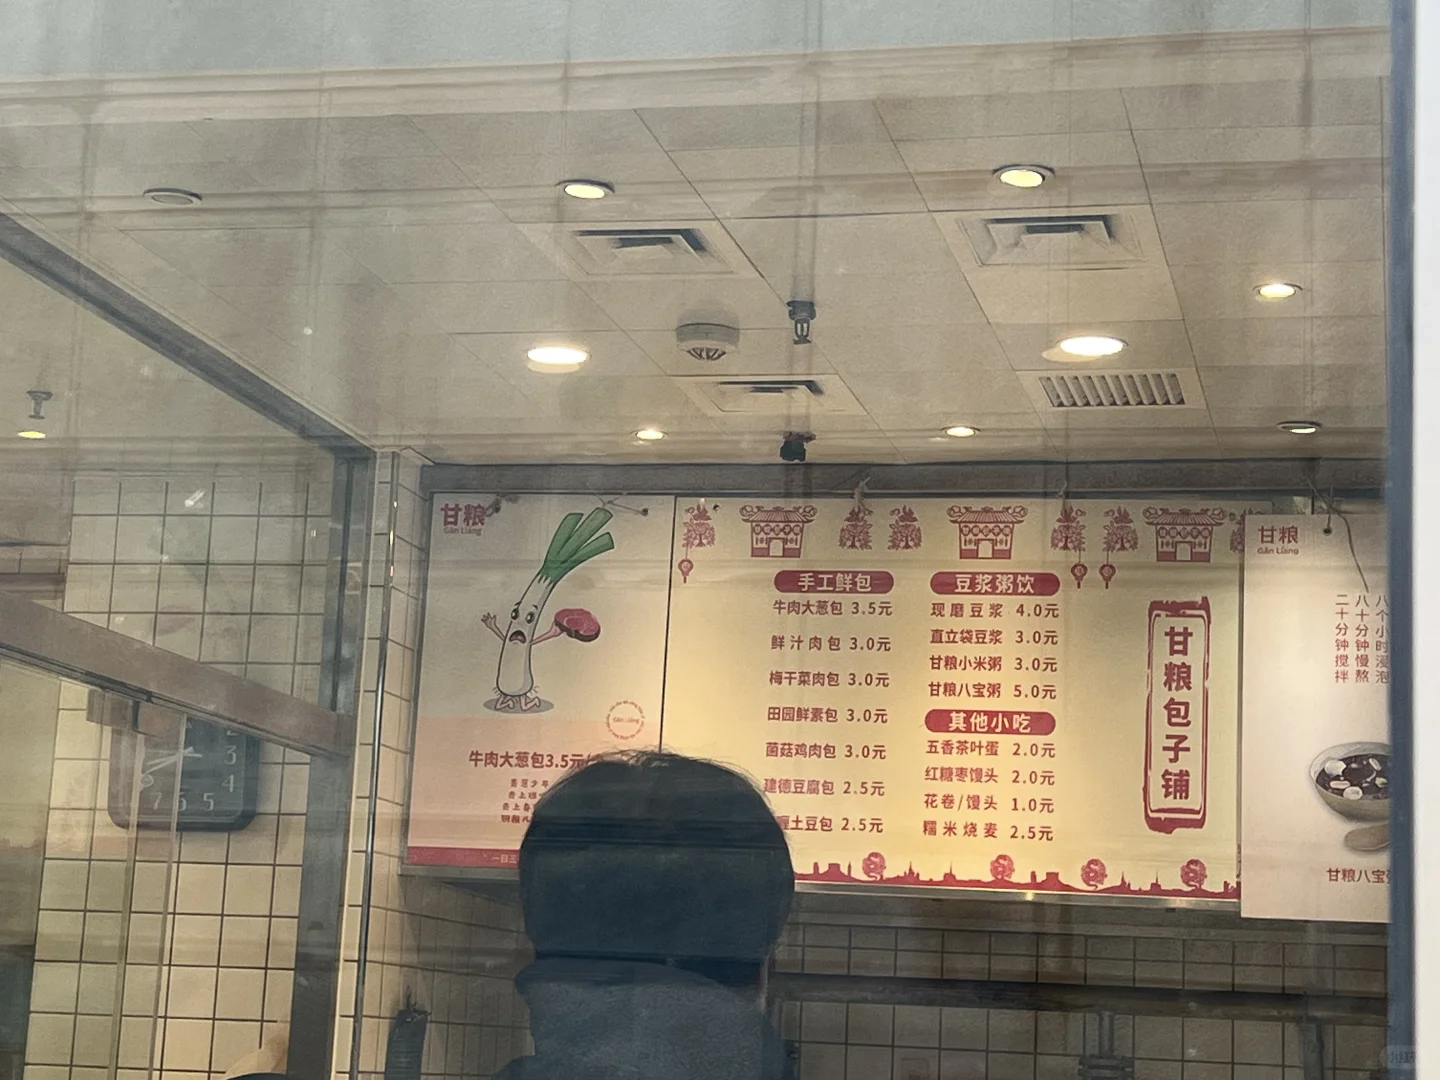 甘粮
Gān Liáng
牛肉大葱包3.5元/
手工鲜包
牛肉大葱包 3.5元
鲜汁肉包 3.0元
梅干菜肉包 3.0元
田园鲜素包 3.0元
菌菇鸡肉包 3.0元
建德豆腐包 2.5元
土豆包 2.5元
豆浆粥饮
现磨豆浆 4.0元
直立袋豆浆 3.0元
甘粮小米粥 3.0元
甘粮八宝粥 5.0元
其他小吃
五香茶叶蛋 2.0元
红糖枣馒头 2.0元
花卷/馒头 1.0元
糯米烧麦 2.5元
甘粮包子铺
甘粮
Gān Liáng
八个小时浸泡
八十分钟慢熬
二十分钟搅拌
甘粮八宝
2
3
4
5
6
7